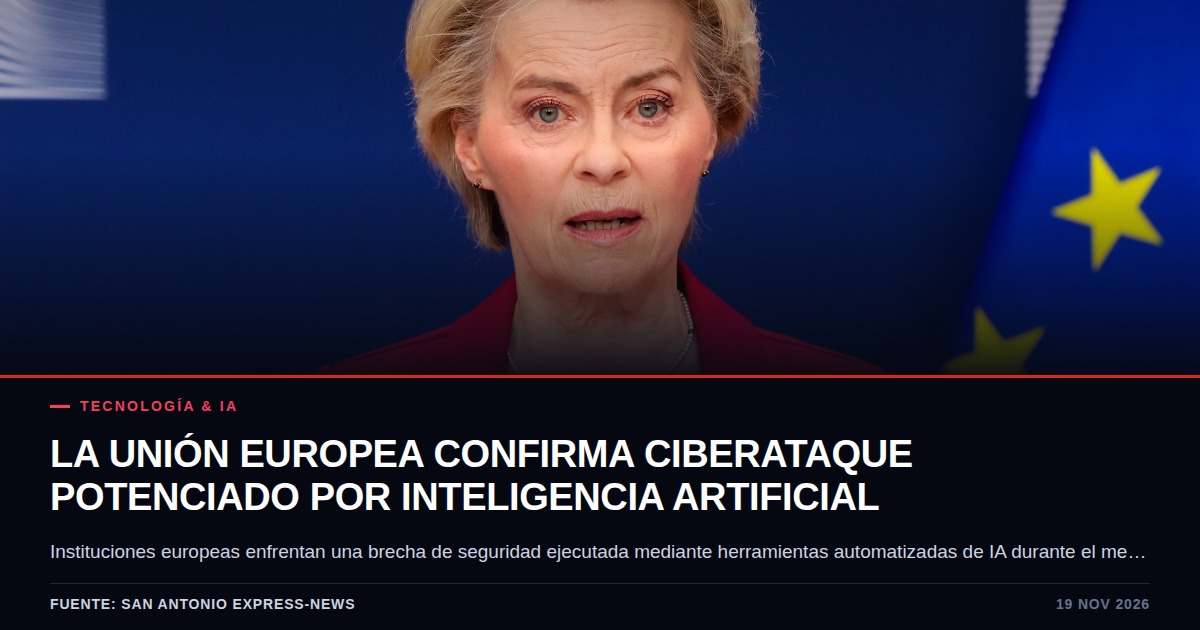 TECNOLOGÍA & IA
LA UNIÓN EUROPEA CONFIRMA CIBERATAQUE
POTENCIADO POR INTELIGENCIA ARTIFICIAL
Instituciones europeas enfrentan una brecha de seguridad ejecutada mediante herramientas automatizadas de IA durante el me…
FUENTE: SAN ANTONIO EXPRESS-NEWS
19 NOV 2026